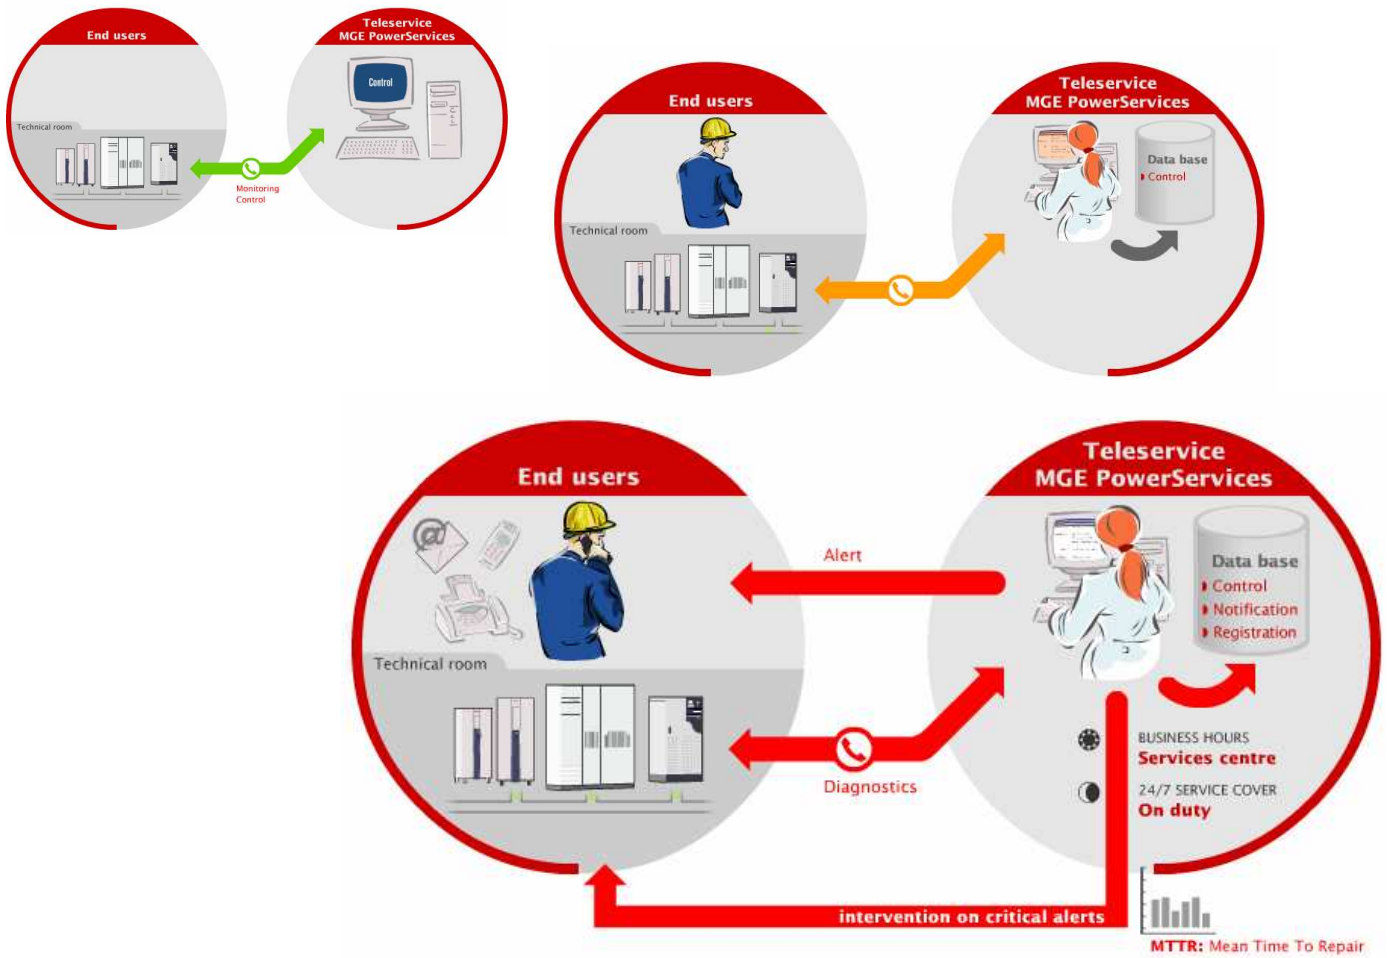 End users
Teleservice
MGE PowerServices
Control
Technical room
Monitoring
Control
End users
Teleservice
MGE PowerServices
Data base
Control
Technical room
End users
Teleservice
MGE PowerServices
@
Alert
Data base
Control
Notification
Registration
Technical room
Diagnostics
BUSINESS HOURS
Services centre
24/7 SERVICE COVER
On duty
intervention on critical alerts
MTTR: Mean Time To Repair